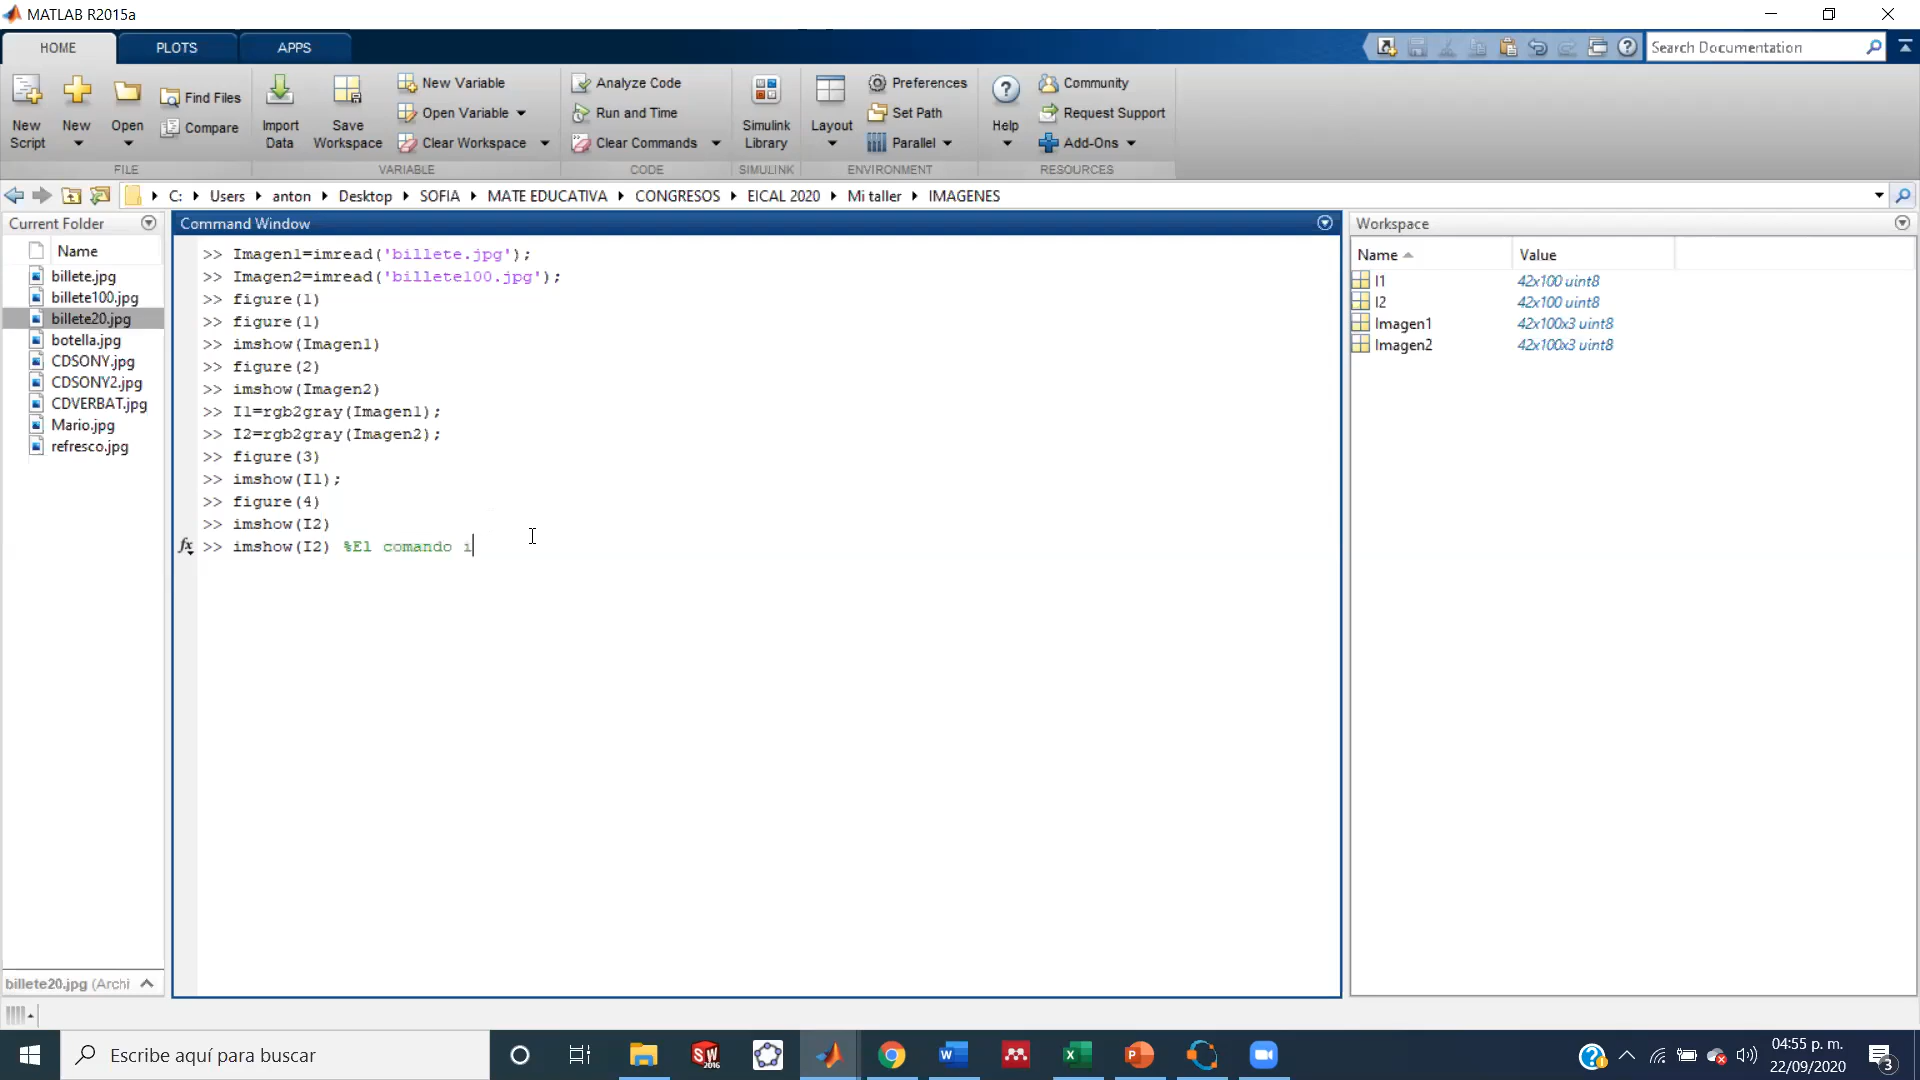 MATLAB R2015a
HOME PLOTS APPS
Search Documentation
New Script
New
Open
Find Files
Compare
Import Data
Save Workspace
New Variable
Open Variable
Clear Workspace
Analyze Code
Run and Time
Clear Commands
Simulink Library
Layout
Preferences
Set Path
Parallel
Help
Community
Request Support
Add-Ons
FILE VARIABLE CODE SIMULINK ENVIRONMENT RESOURCES
C: Users anton Desktop SOFIA MATE EDUCATIVA CONGRESOS EICAL 2020 Mi taller IMAGENES
Current Folder
Name
billete.jpg
billete100.jpg
billete20.jpg
botella.jpg
CDSONY.jpg
CDSONY2.jpg
CDVERBAT.jpg
Mario.jpg
refresco.jpg
billete20.jpg (Archi
Command Window
>> Imagen1=imread('billete.jpg');
>> Imagen2=imread('billete100.jpg');
>> figure(1)
>> figure(1)
>> imshow(Imagen1)
>> figure(2)
>> imshow(Imagen2)
>> I1=rgb2gray(Imagen1);
>> I2=rgb2gray(Imagen2);
>> figure(3)
>> imshow(I1);
>> figure(4)
>> imshow(I2)
fx >> imshow(I2) %El comando i
Workspace
Name Value
I1 42x100 uint8
I2 42x100 uint8
Imagen1 42x100x3 uint8
Imagen2 42x100x3 uint8
Escribe aquí para buscar
SW 2016
04:55 p. m.
22/09/2020
3